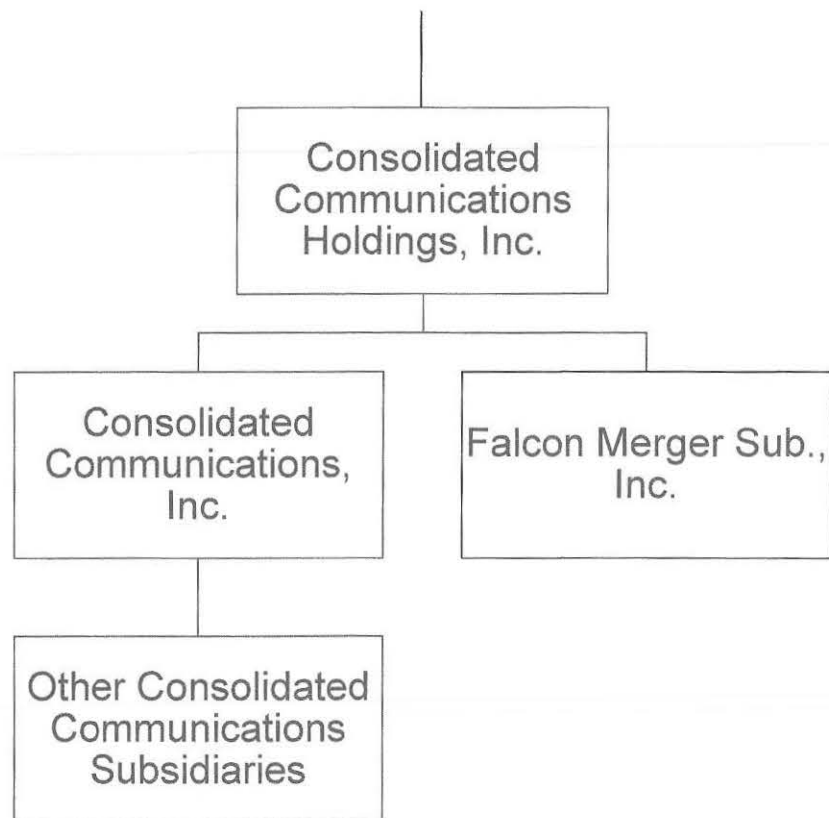 Consolidated
Communications
Holdings, Inc.
Consolidated
Communications,
Inc.
Falcon Merger Sub.,
Inc.
Other Consolidated
Communications
Subsidiaries